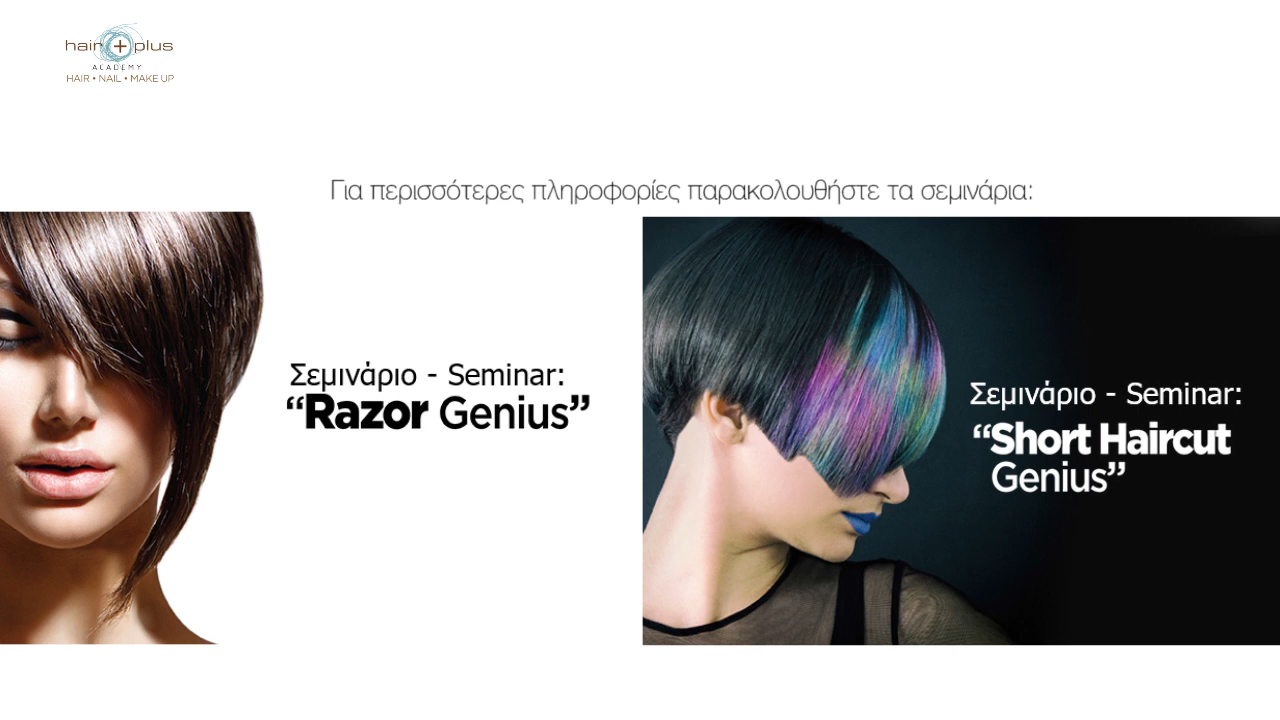 hair plus
ACADEMY
HAIR • NAIL • MAKE UP
Για περισσότερες πληροφορίες παρακολουθήστε τα σεμινάρια:
Σεμινάριο - Seminar:
“Razor Genius”
Σεμινάριο - Seminar:
“Short Haircut
Genius”